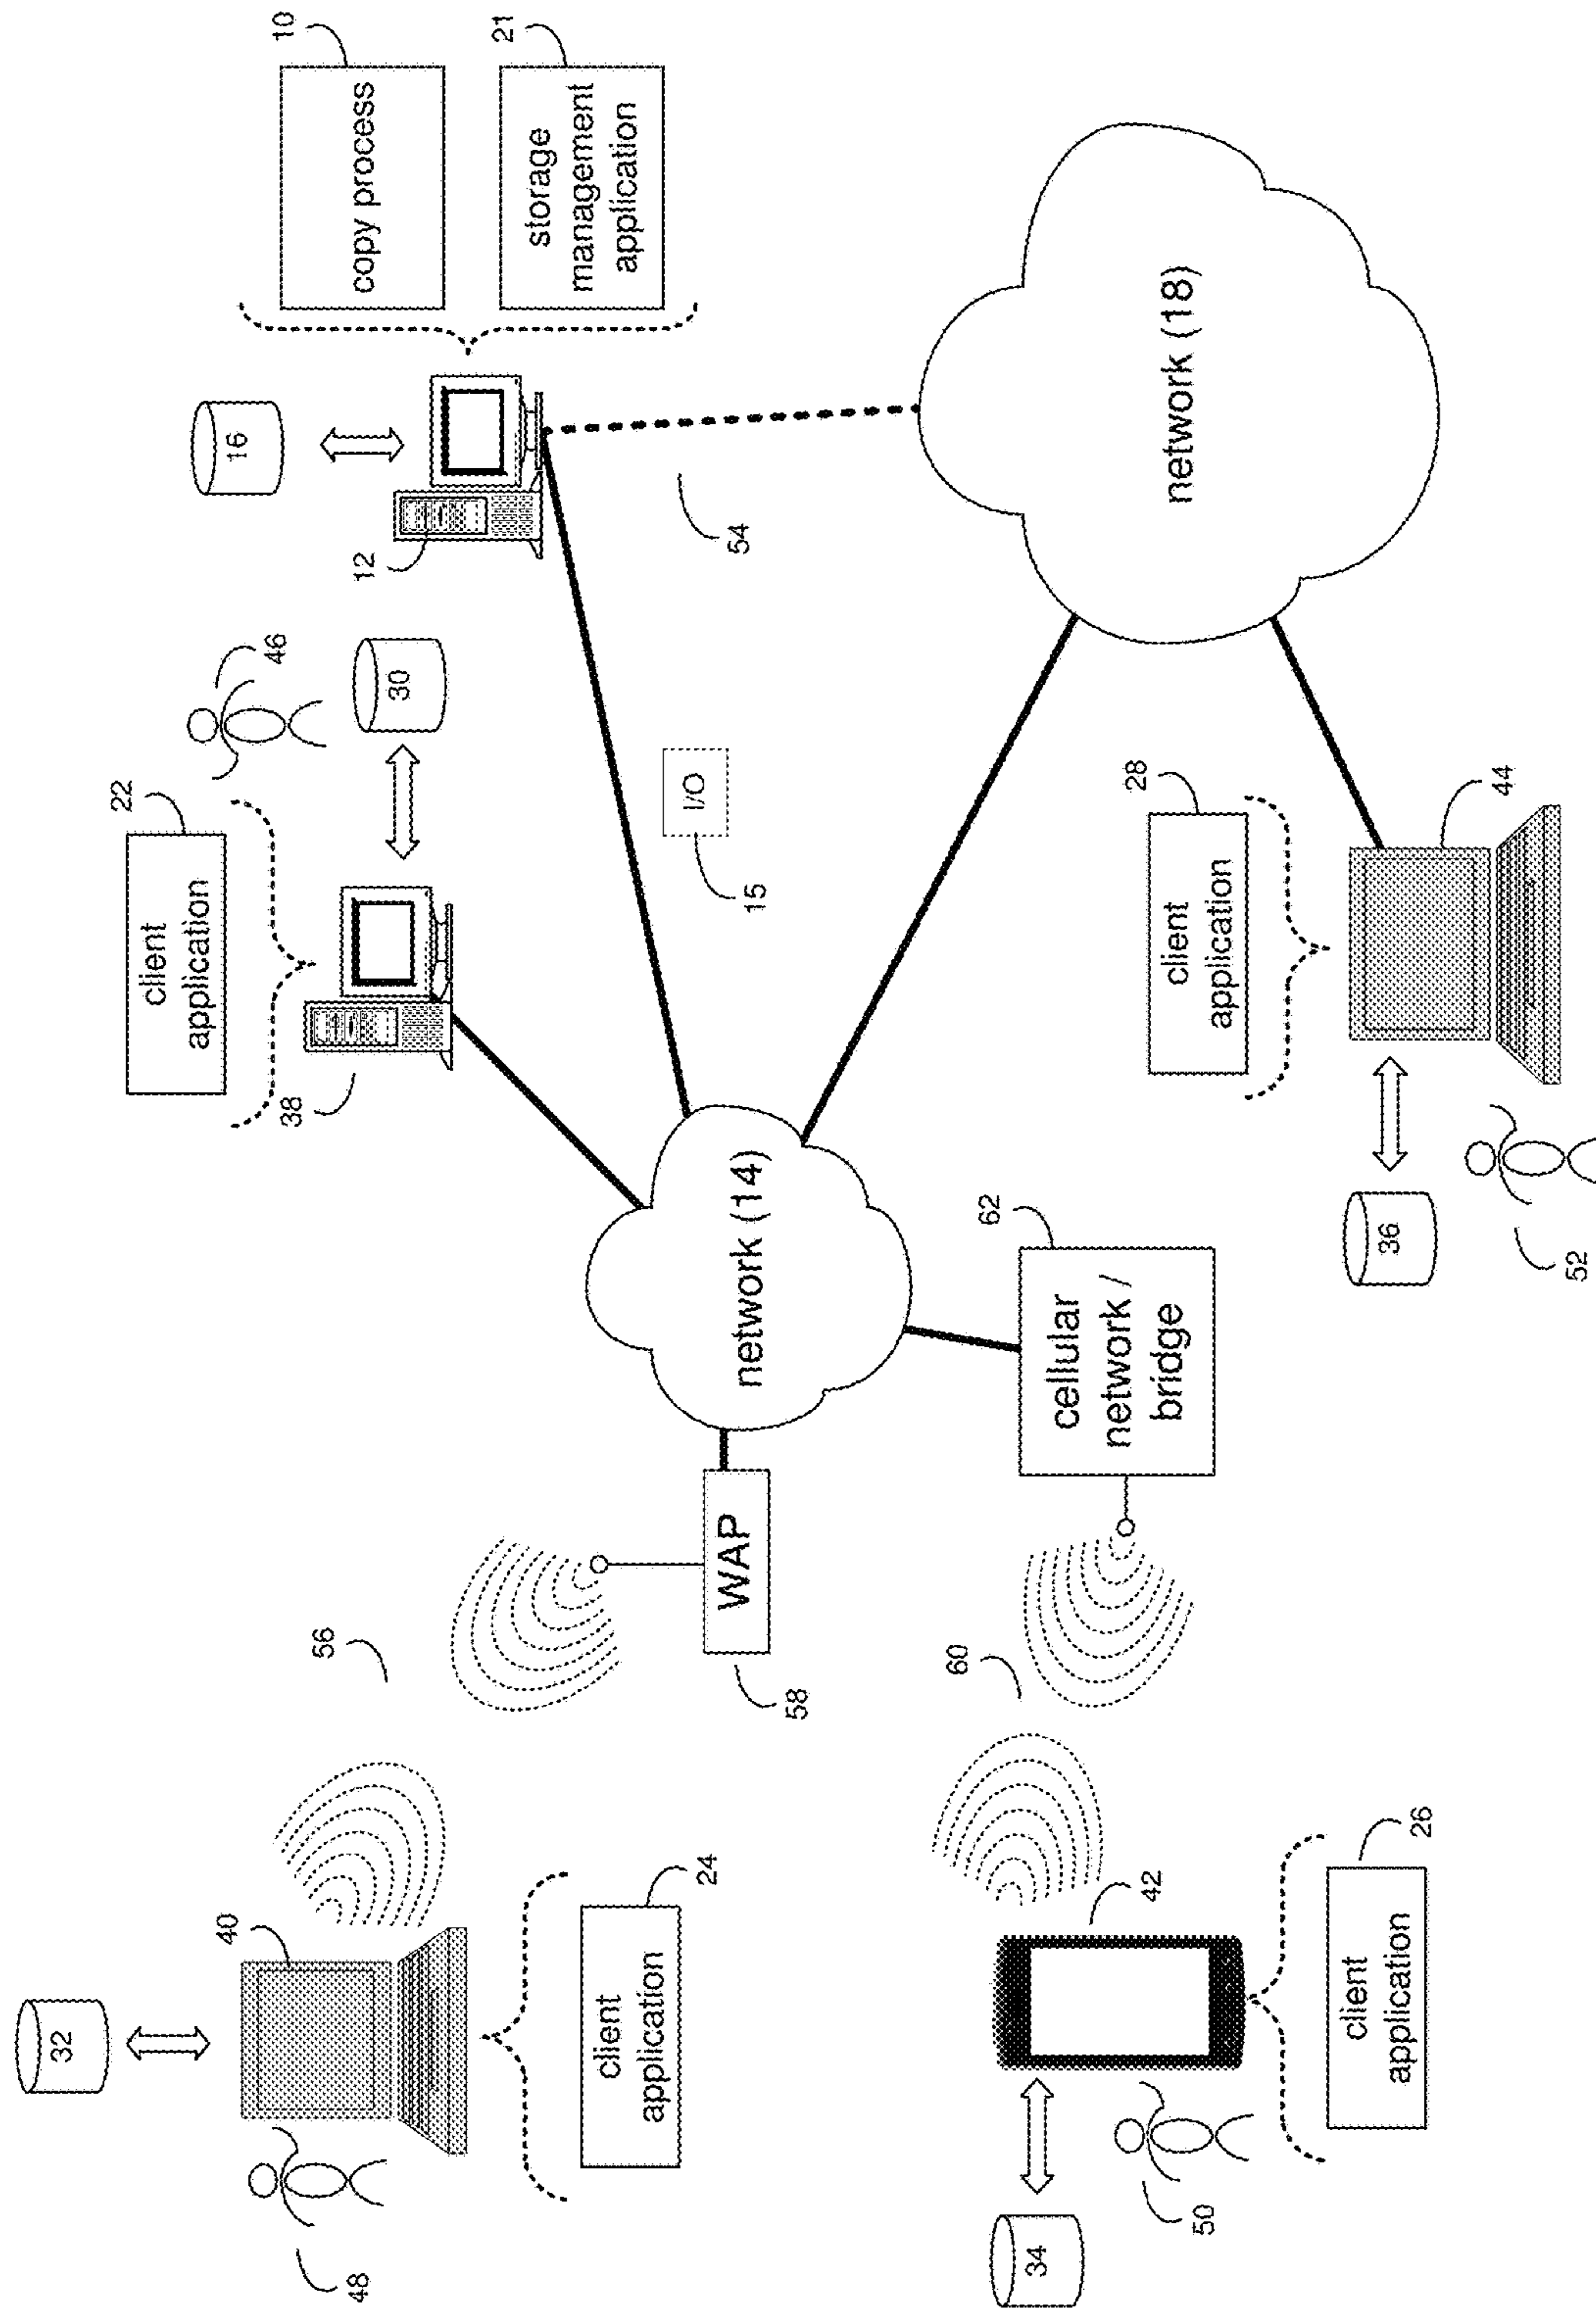 32
40
48
client
application
24
56
WAP
58
client
application
22
38
46
30
16
12
copy process
10
storage
management
application
21
54
I/O
15
network (14)
network (18)
cellular
network /
bridge
62
60
34
42
50
client
application
26
client
application
28
44
36
52